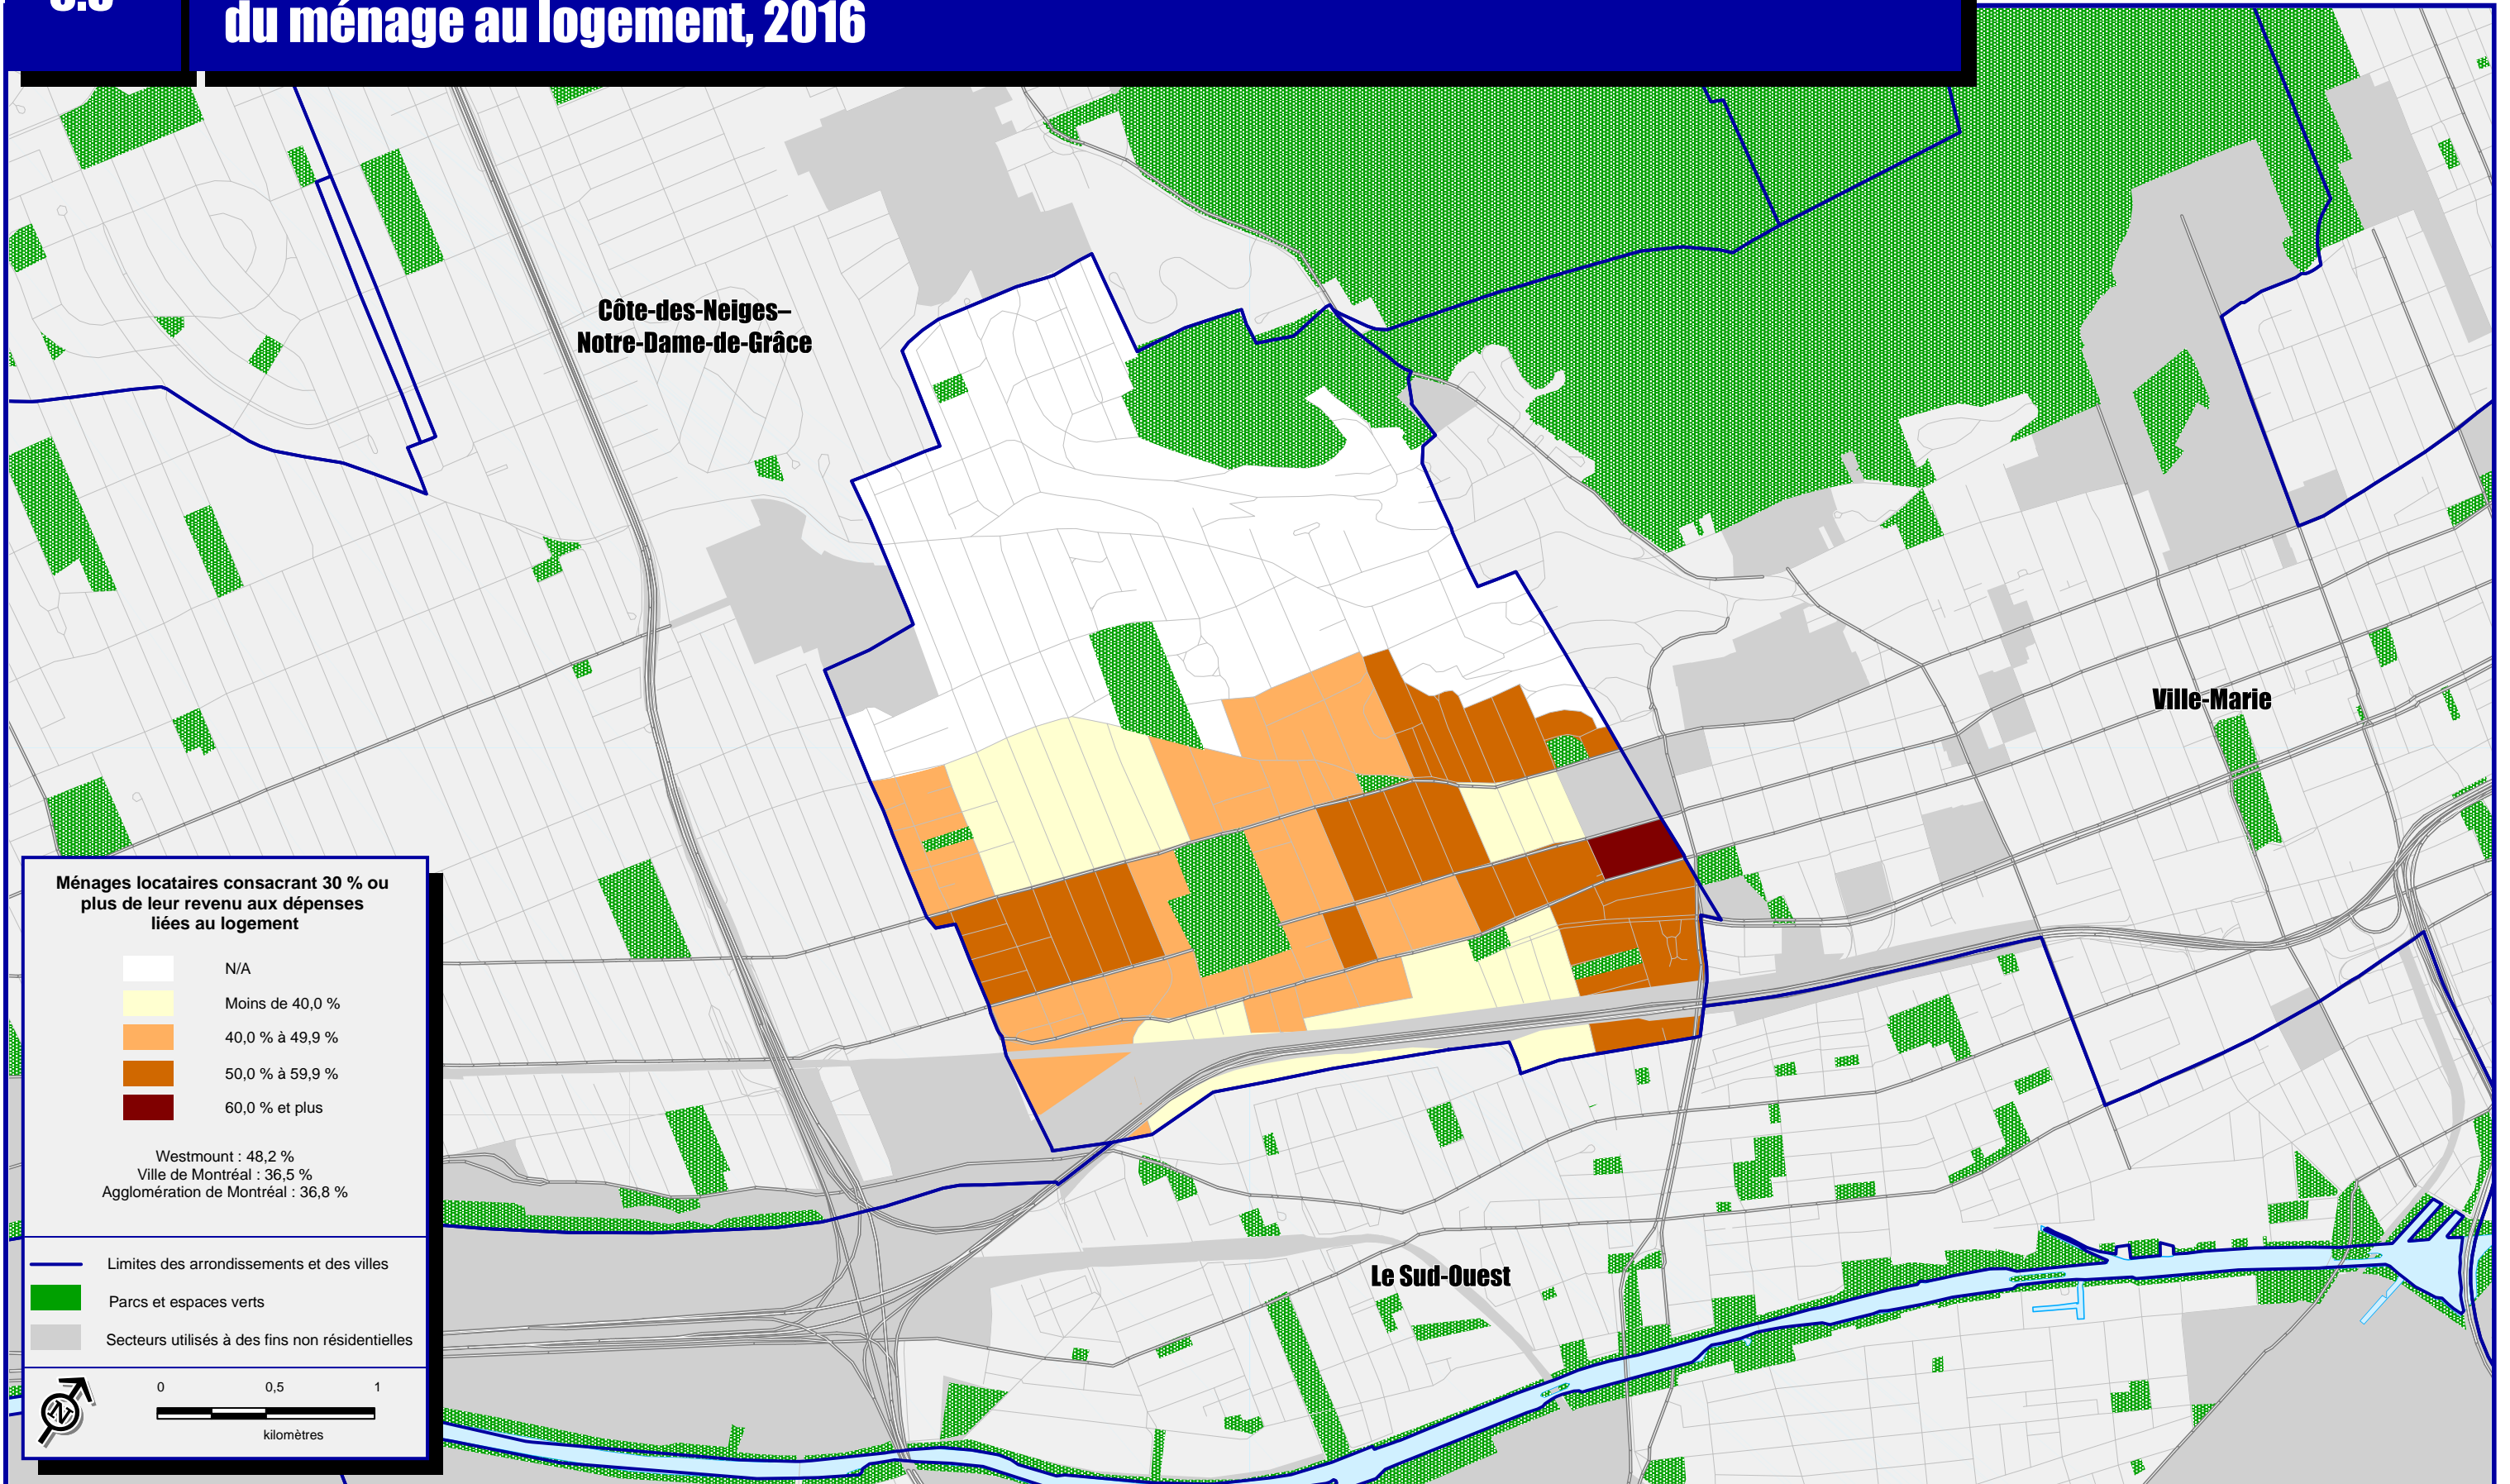 du ménage au logement, 2016
Côte-des-Neiges–
Notre-Dame-de-Grâce
Ville-Marie
Le Sud-Ouest
Ménages locataires consacrant 30 % ou
plus de leur revenu aux dépenses
liées au logement
N/A
Moins de 40,0 %
40,0 % à 49,9 %
50,0 % à 59,9 %
60,0 % et plus
Westmount : 48,2 %
Ville de Montréal : 36,5 %
Agglomération de Montréal : 36,8 %
Limites des arrondissements et des villes
Parcs et espaces verts
Secteurs utilisés à des fins non résidentielles
N
0 0,5 1
kilomètres